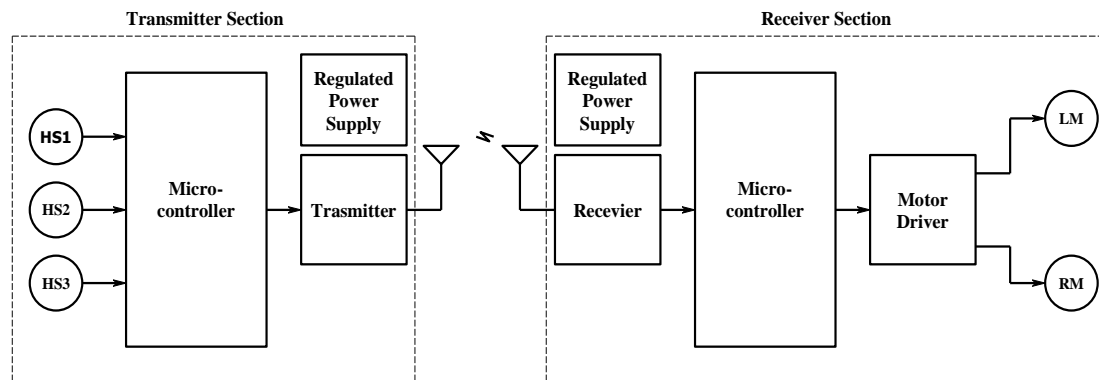 Transmitter Section
HS1
HS2
HS3
Micro-
controller
Regulated
Power
Supply
Trasmitter
Receiver Section
Regulated
Power
Supply
Recevier
Micro-
controller
Motor
Driver
LM
RM